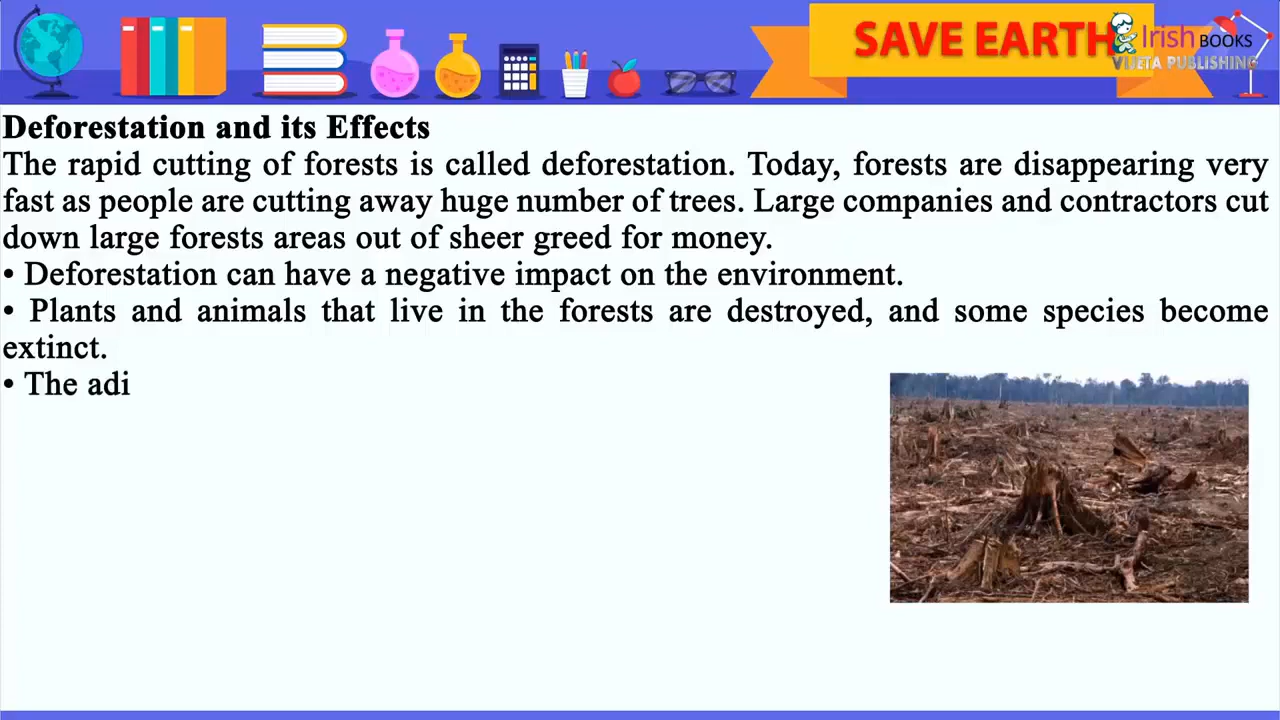 SAVE EARTH
Irish BOOKS
VIJETA PUBLISHING
Deforestation and its Effects
The rapid cutting of forests is called deforestation. Today, forests are disappearing very
fast as people are cutting away huge number of trees. Large companies and contractors cut
down large forests areas out of sheer greed for money.
• Deforestation can have a negative impact on the environment.
• Plants and animals that live in the forests are destroyed, and some species become
extinct.
• The adi